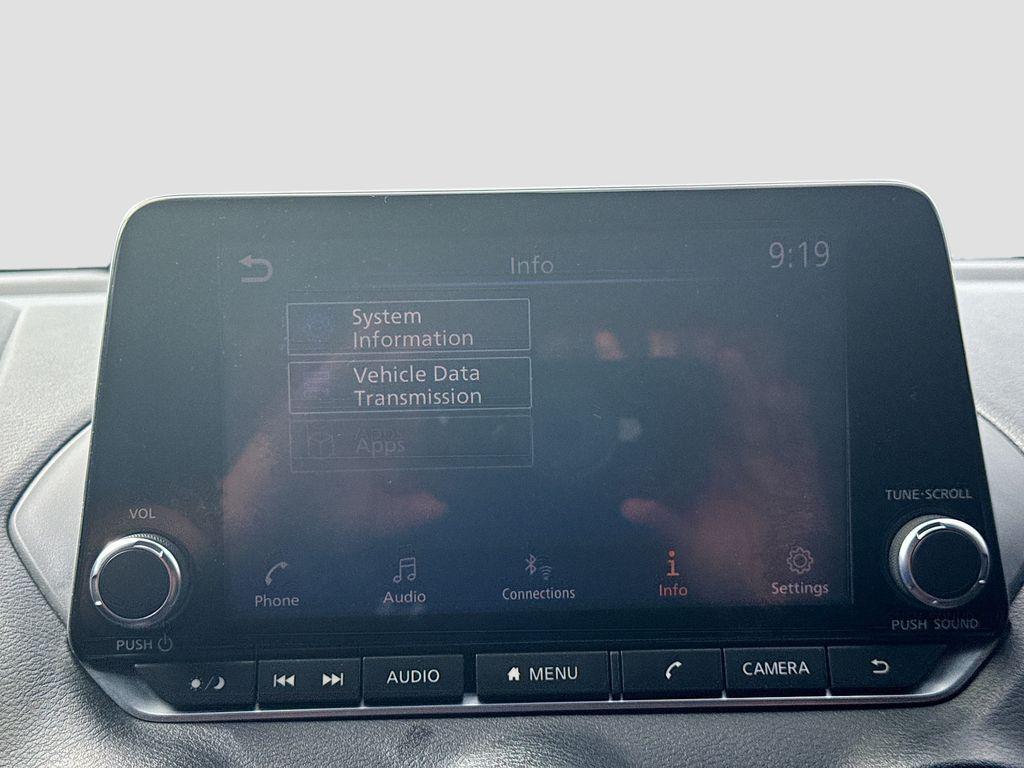 Info
9:19
System
Information
Vehicle Data
Transmission
Apps
TUNE·SCROLL
VOL
Phone
Audio
Connections
Info
Settings
PUSH
PUSH SOUND
AUDIO
MENU
CAMERA